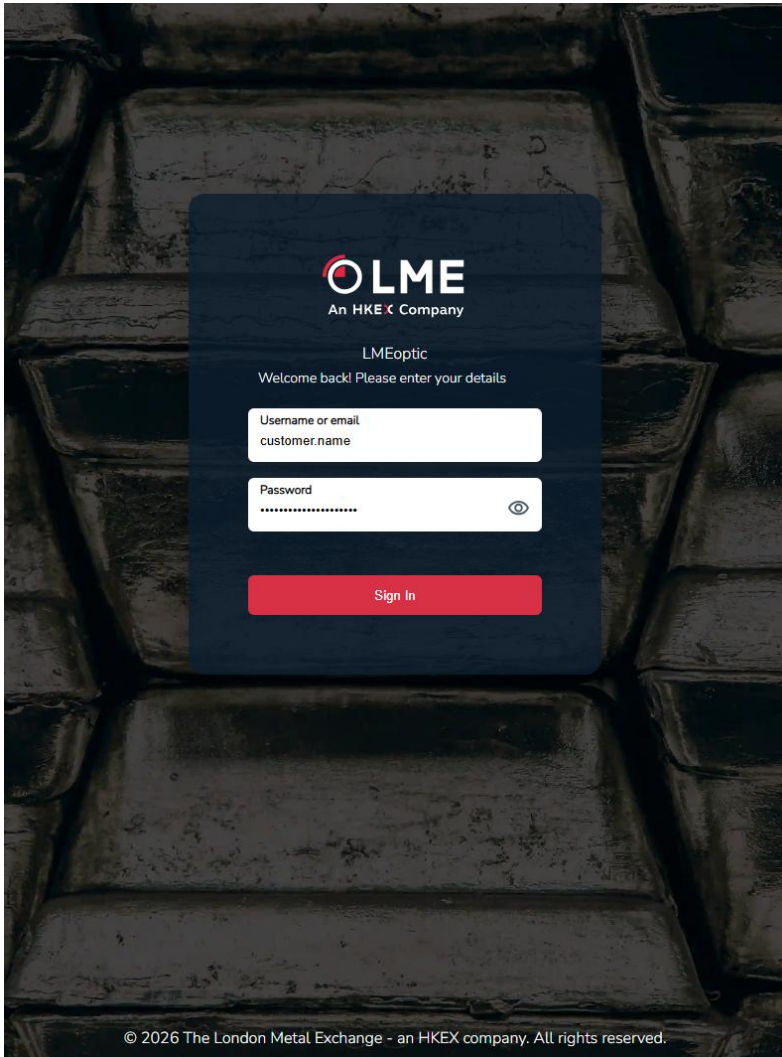 LME
An HKEX Company
LMEoptic
Welcome back! Please enter your details
Username or email
customer.name
Password
•••••••••••••••••••••
Sign In
© 2026 The London Metal Exchange - an HKEX company. All rights reserved.